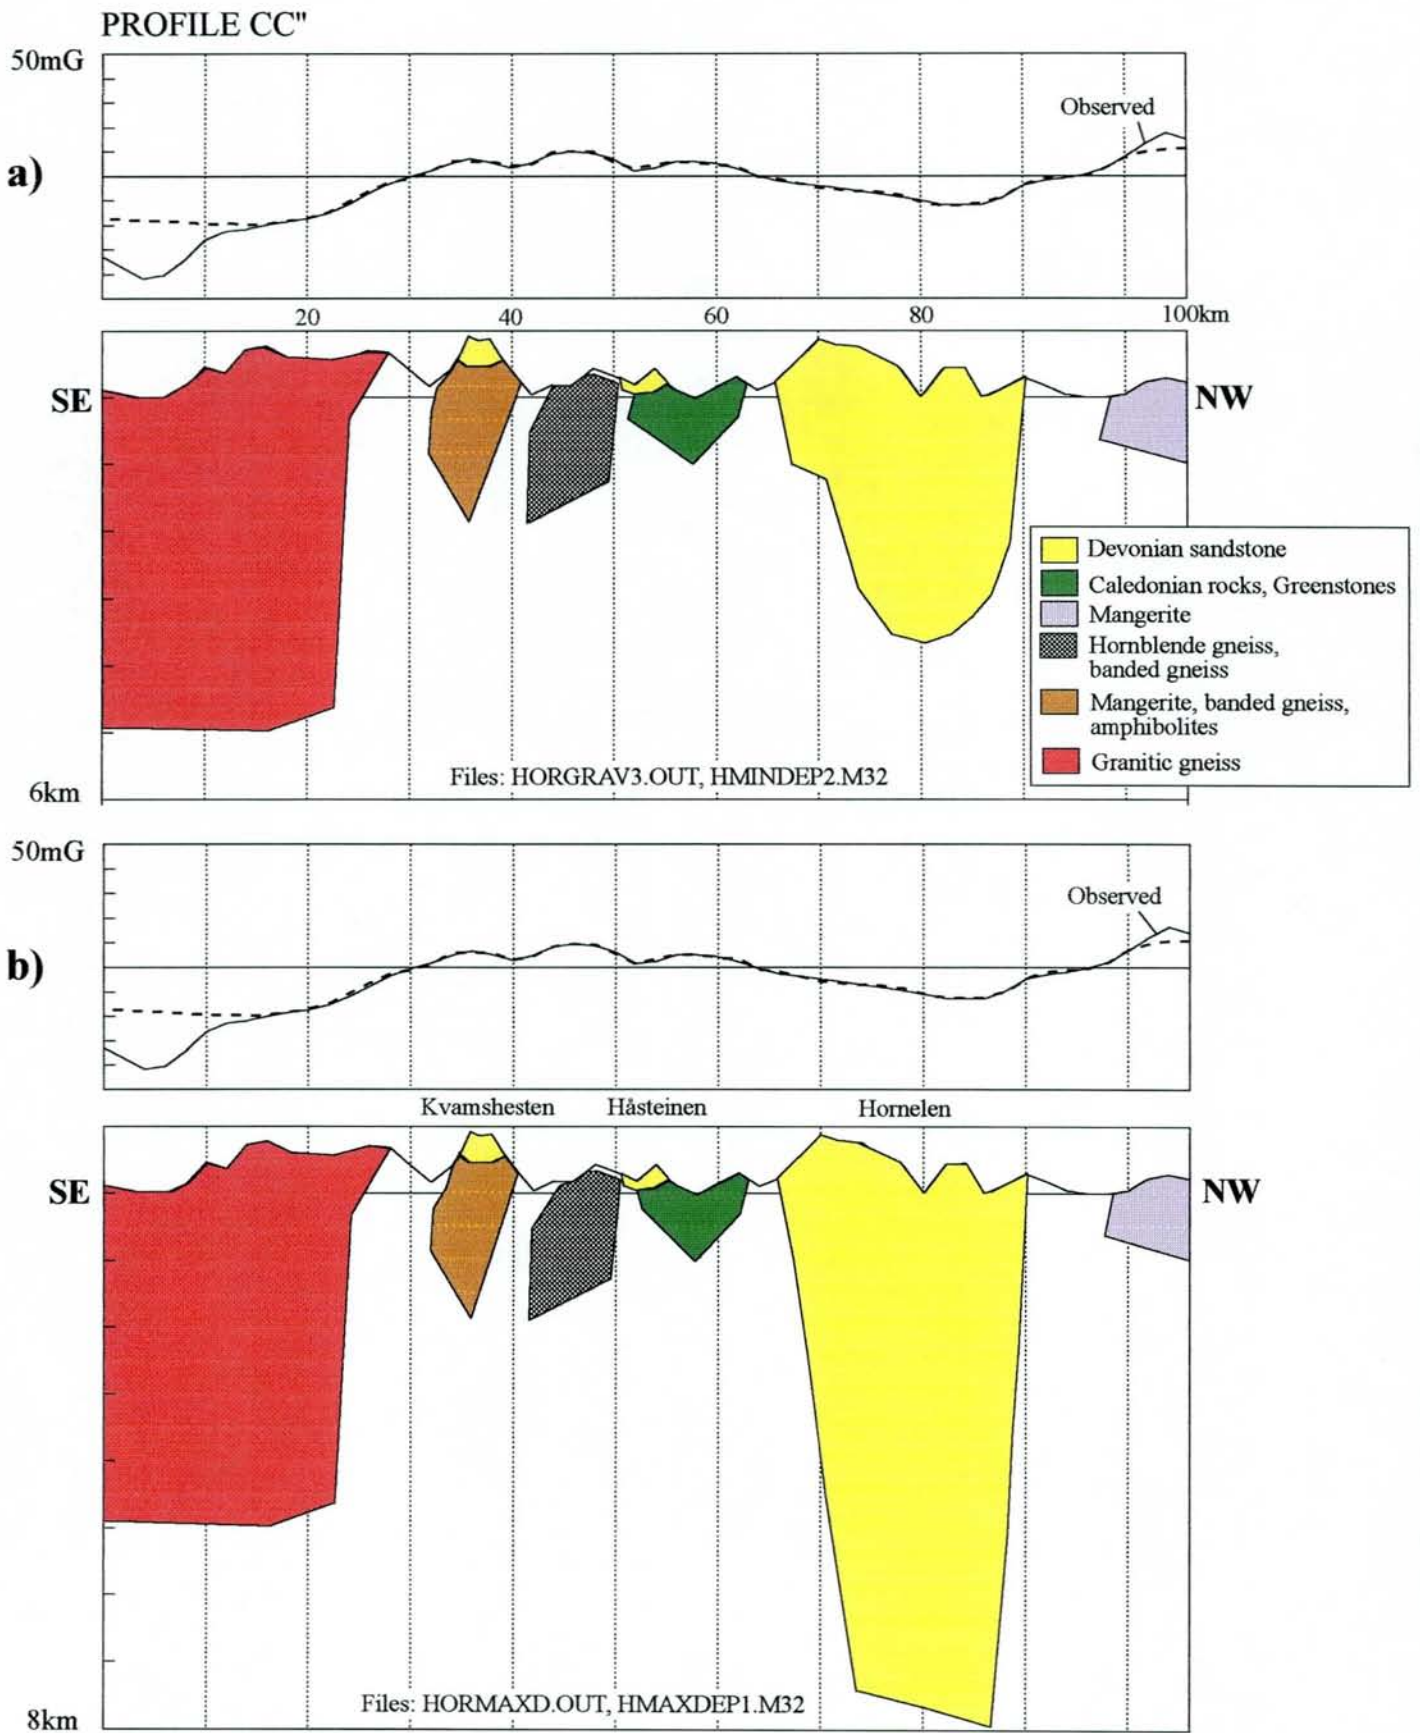 PROFILE CC"
50mG
Observed
a)
20 40 60 80 100km
SE NW
Devonian sandstone
Caledonian rocks, Greenstones
Mangerite
Hornblende gneiss,
banded gneiss
Mangerite, banded gneiss,
amphibolites
Granitic gneiss
Files: HORGRAV3.OUT, HMINDEP2.M32
6km
50mG
Observed
b)
Kvamshesten Håsteinen Hornelen
SE NW
Files: HORMAXD.OUT, HMAXDEP1.M32
8km